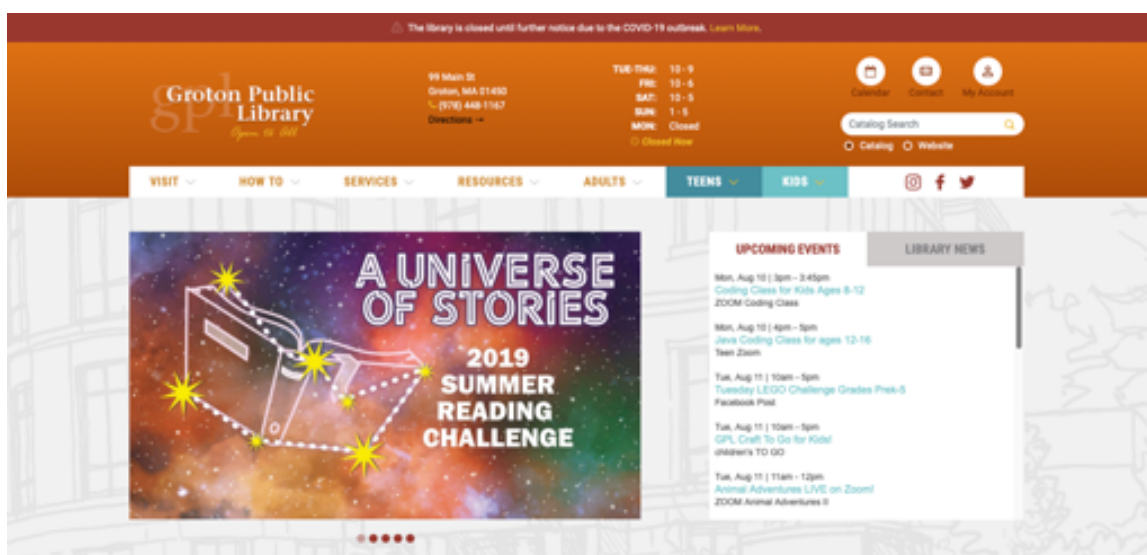 The library is closed until further notice due to the COVID-19 outbreak. Learn More.
gpl
Groton Public
Library
Open to All
99 Main St
Groton, MA 01450
(978) 448-1167
Directions →
TUE-THU: 10 - 9
FRI: 10 - 6
SAT: 10 - 5
SUN: 1 - 5
MON: Closed
Closed Now
Calendar
Contact
My Account
Catalog Search
Catalog
Website
VISIT
HOW TO
SERVICES
RESOURCES
ADULTS
TEENS
KIDS
A UNIVERSE
OF STORIES
2019
SUMMER
READING
CHALLENGE
UPCOMING EVENTS
LIBRARY NEWS
Mon, Aug 10 | 3pm - 3:45pm
Coding Class for Kids Ages 8-12
ZOOM Coding Class
Mon, Aug 10 | 4pm - 5pm
Java Coding Class for ages 12-16
Teen Zoom
Tue, Aug 11 | 10am - 5pm
Tuesday LEGO Challenge Grades Prek-5
Facebook Post
Tue, Aug 11 | 10am - 5pm
GPL Craft To Go for Kids!
children's TO GO
Tue, Aug 11 | 11am - 12pm
Animal Adventures LIVE on Zoom!
ZOOM Animal Adventures II